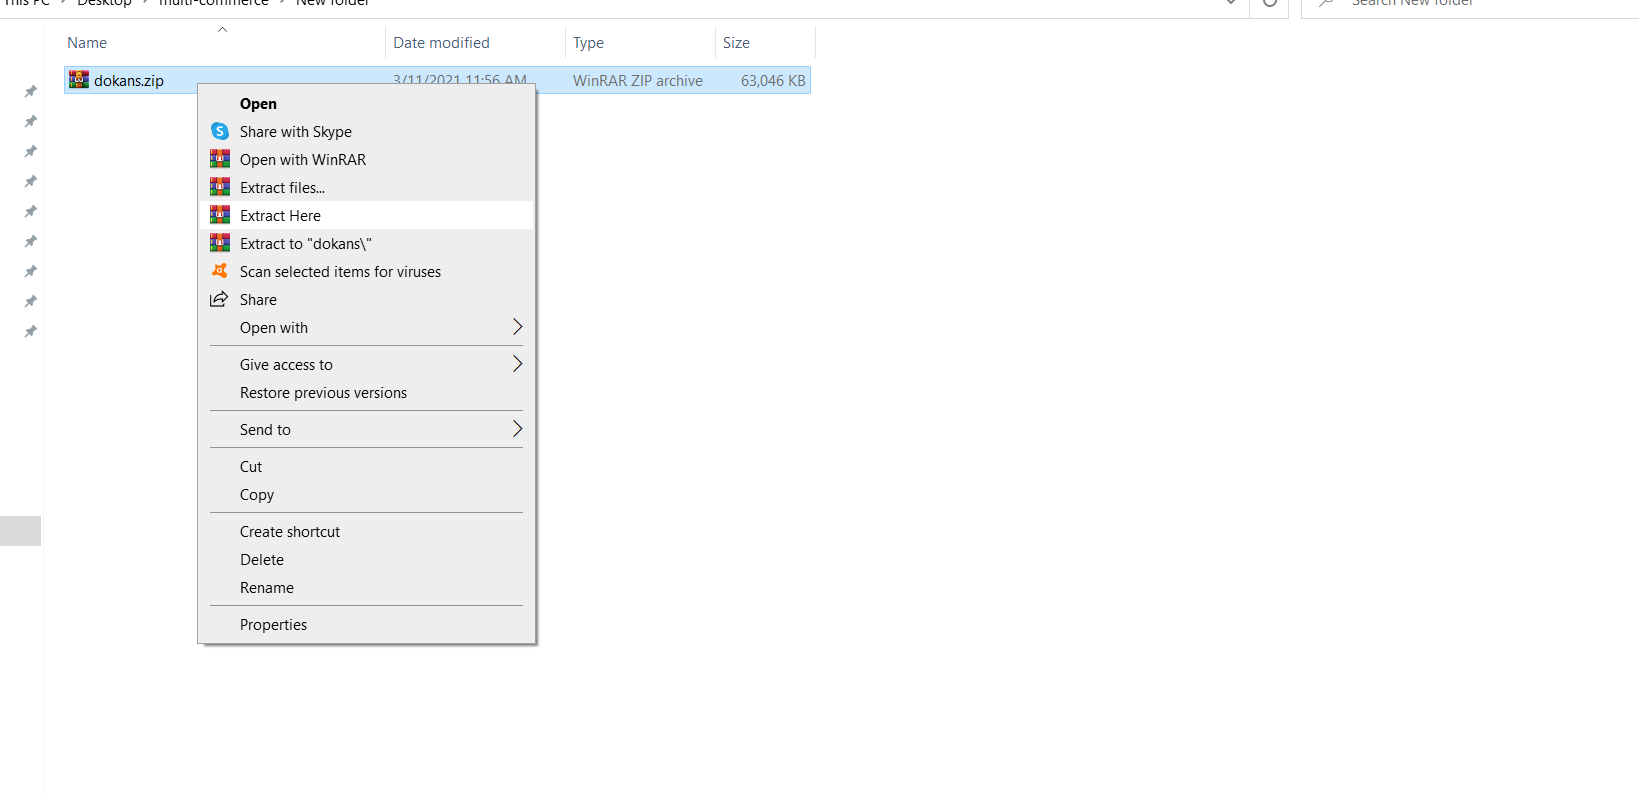 This PC > Desktop > multi-commerce > New folder
Search New folder
Name Date modified Type Size
dokans.zip 3/11/2021 11:56 AM WinRAR ZIP archive 63,046 KB
Open
Share with Skype
Open with WinRAR
Extract files...
Extract Here
Extract to "dokans\"
Scan selected items for viruses
Share
Open with
Give access to
Restore previous versions
Send to
Cut
Copy
Create shortcut
Delete
Rename
Properties